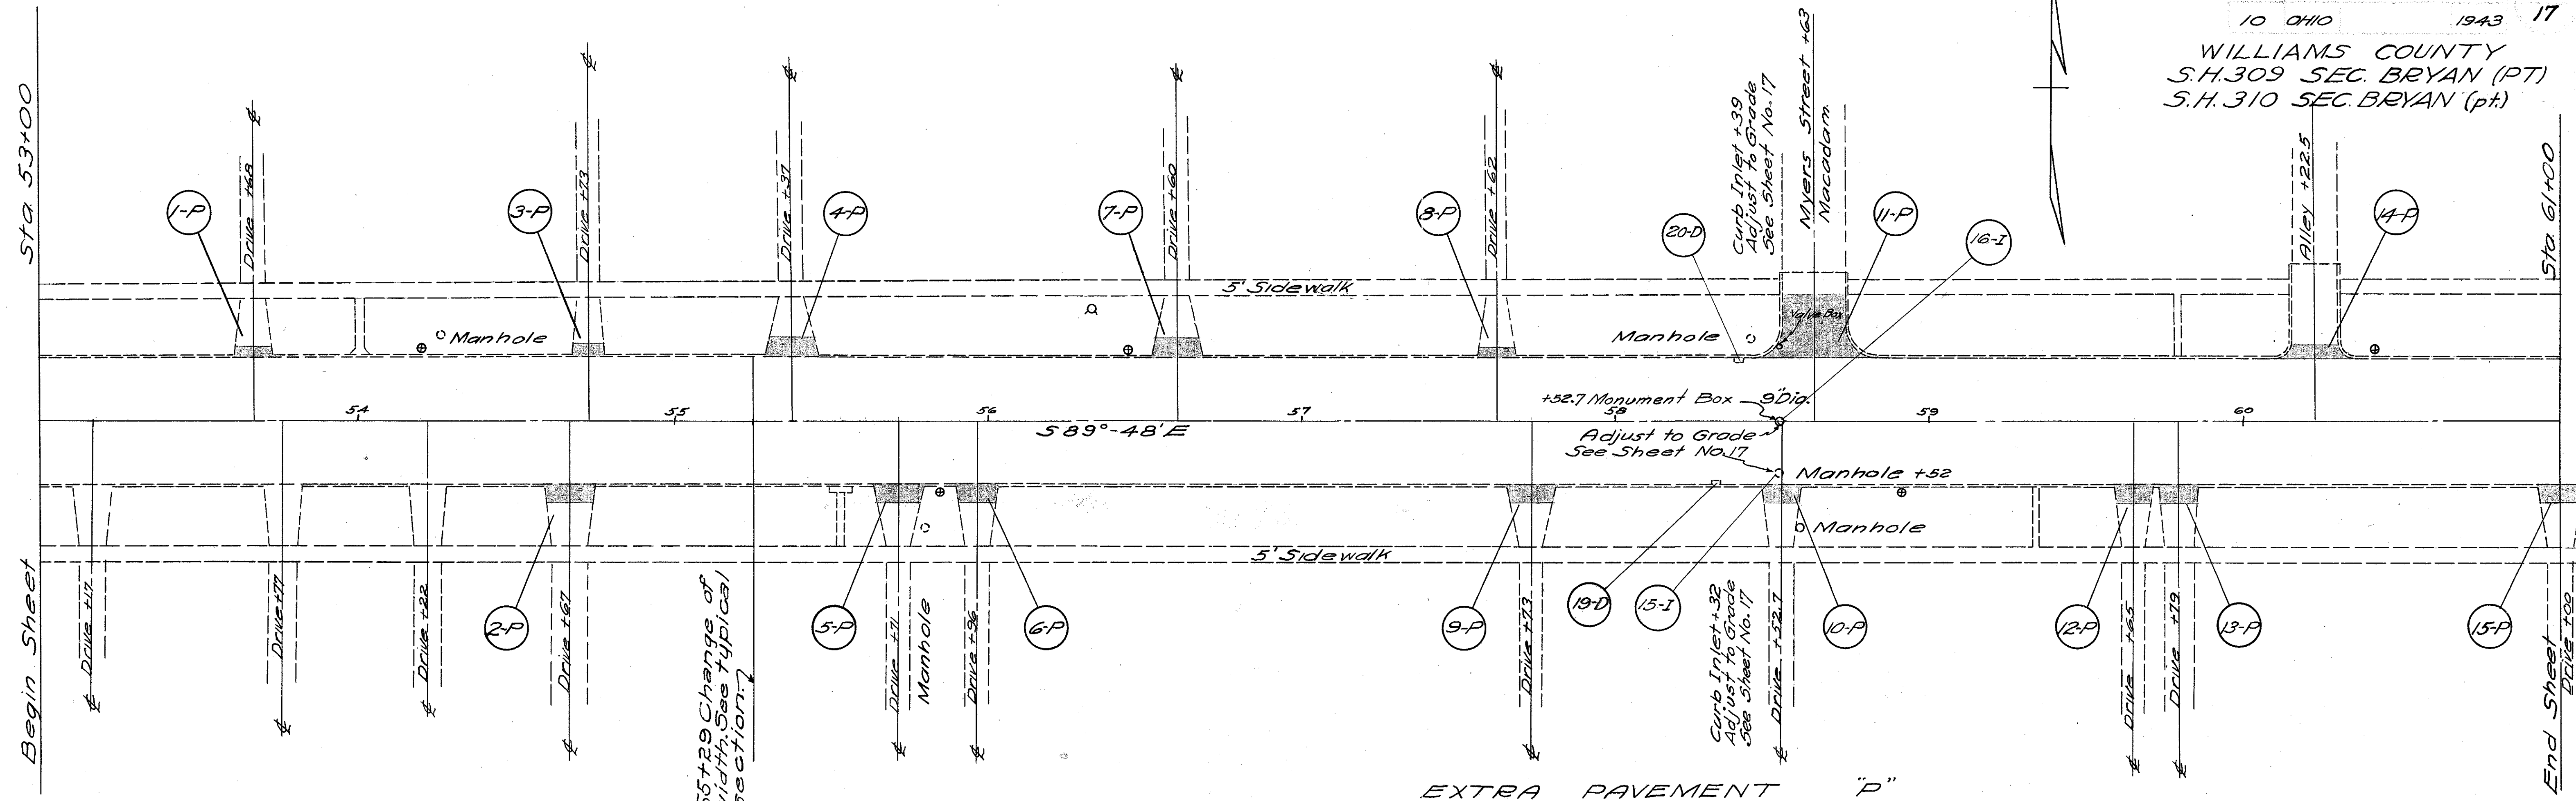 10 OHIO 1943 17
WILLIAMS COUNTY
S.H.309 SEC. BRYAN (PT)
S.H.310 SEC. BRYAN (pt.)
Sta. 53+00
Drive +68
Drive +73
Drive +37
Drive +60
Drive +62
Curb Inlet +39
Adjust to Grade
See Sheet No.17
Myers Street +63
Macadam
Alley +22.5
Sta. 61+00
1-P
3-P
4-P
7-P
8-P
20-D
11-P
16-I
14-P
5' Sidewalk
Manhole
Manhole
Valve Box
+52.7 Monument Box 9" Dia.
54 55 56 57 58 59 60
S 89°-48' E
Adjust to Grade
See Sheet No.17
Manhole +52
Manhole
5' Sidewalk
Begin Sheet
Drive +17
Drive +77
Drive +22
Drive +67
55+29 Change of
width. See typical
section.
Drive +71
Manhole
Drive +96
Drive +73
Curb Inlet +32
Adjust to Grade
See Sheet No.17
Drive +52.7
Drive +65
Drive +79
End Sheet
Drive +00
2-P
5-P
6-P
9-P
19-D
15-I
10-P
12-P
13-P
15-P
EXTRA PAVEMENT "P"